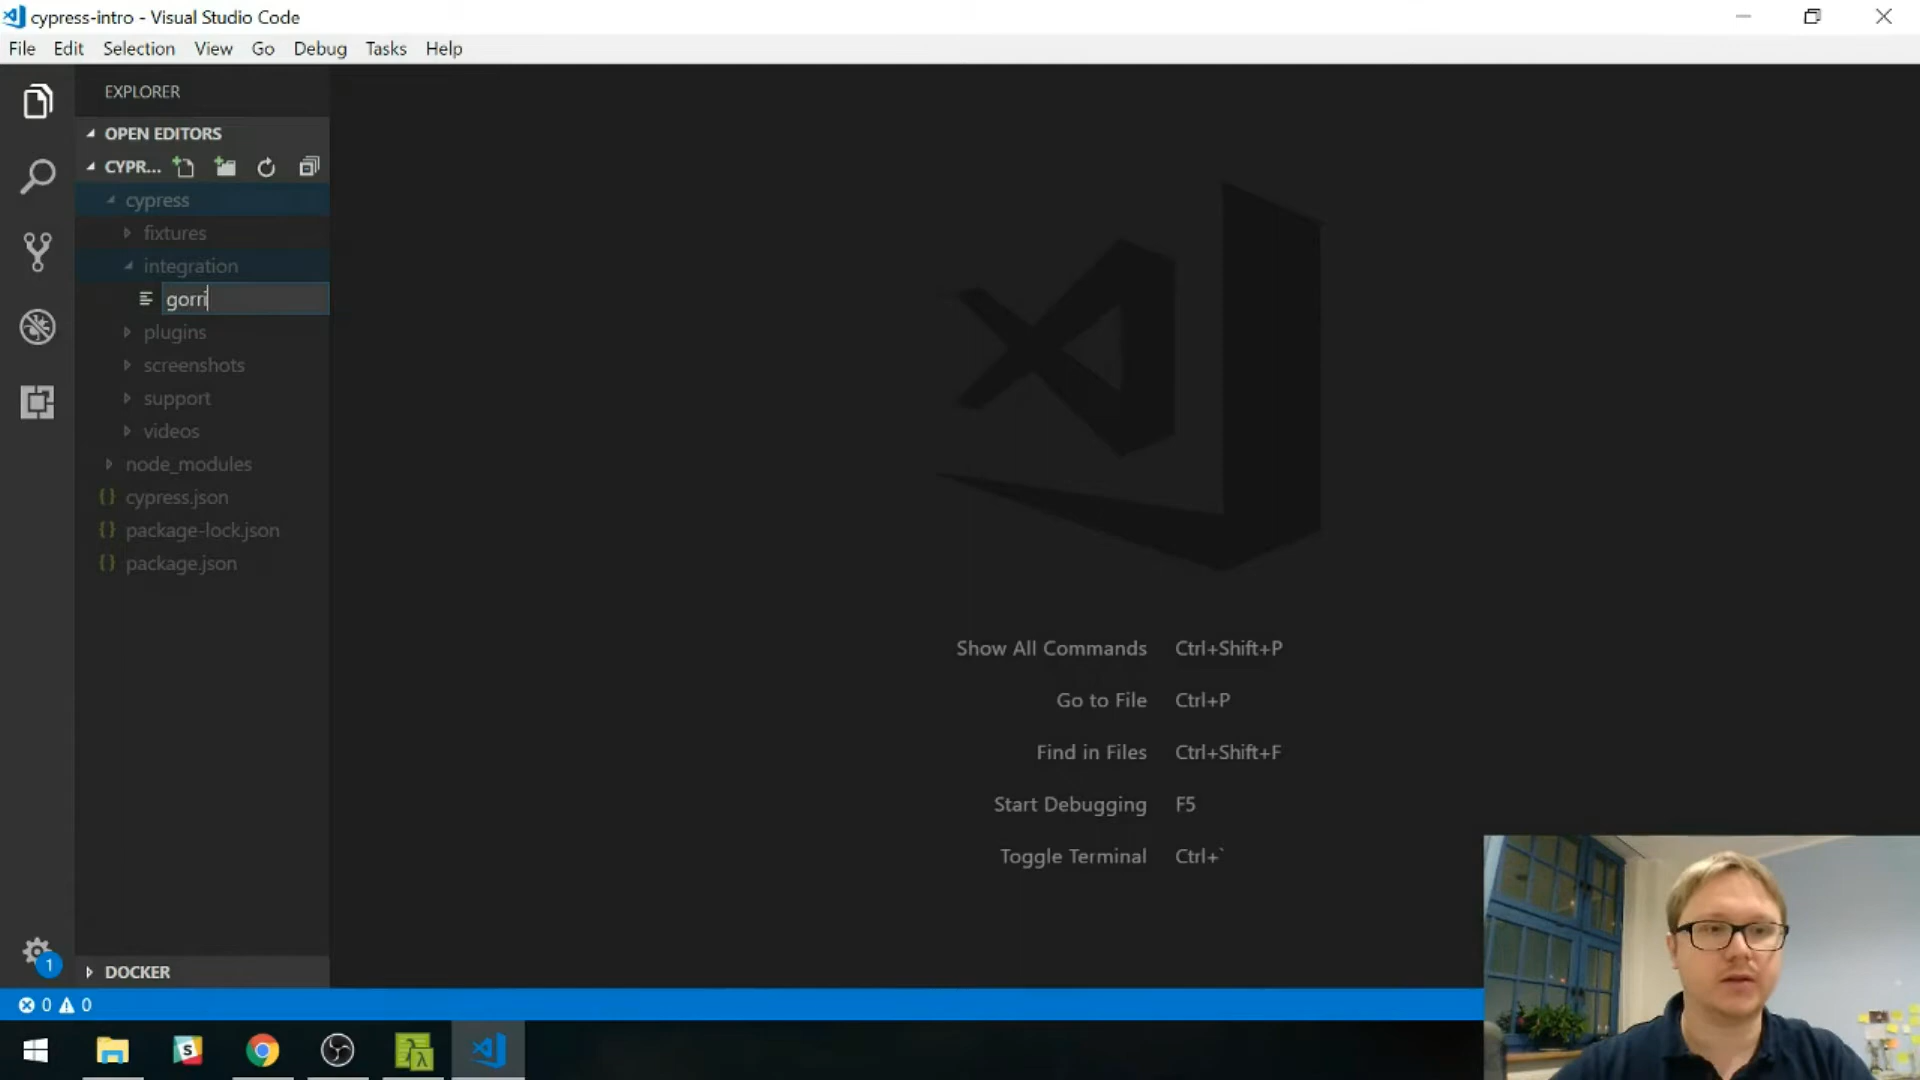 cypress-intro - Visual Studio Code
File Edit Selection View Go Debug Tasks Help
EXPLORER
OPEN EDITORS
CYPR...
cypress
fixtures
integration
gorri
plugins
screenshots
support
videos
node_modules
cypress.json
package-lock.json
package.json
Show All Commands Ctrl+Shift+P
Go to File Ctrl+P
Find in Files Ctrl+Shift+F
Start Debugging F5
Toggle Terminal Ctrl+`
1
DOCKER
0 0